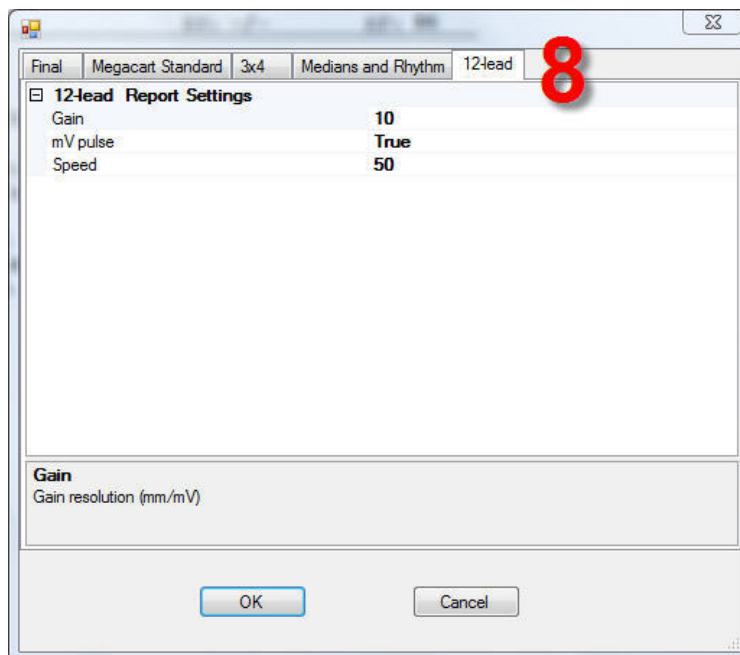 Final Megacart Standard 3x4 Medians and Rhythm 12-lead 8
12-lead Report Settings
Gain 10
mV pulse True
Speed 50
Gain
Gain resolution (mm/mV)
OK Cancel